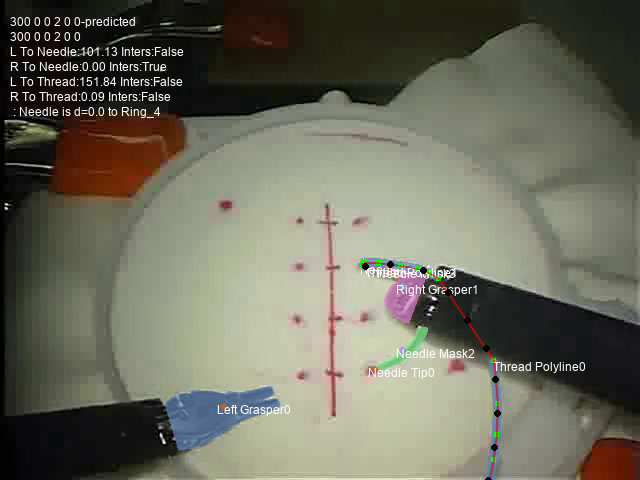 300 0 0 2 0 0-predicted
300 0 0 2 0 0
L To Needle:101.13 Inters:False
R To Needle:0.00 Inters:True
L To Thread:151.84 Inters:False
R To Thread:0.09 Inters:False
: Needle is d=0.0 to Ring_4
Right Grasper1
Needle Mask2
Thread Polyline0
Needle Tip0
Left Grasper0